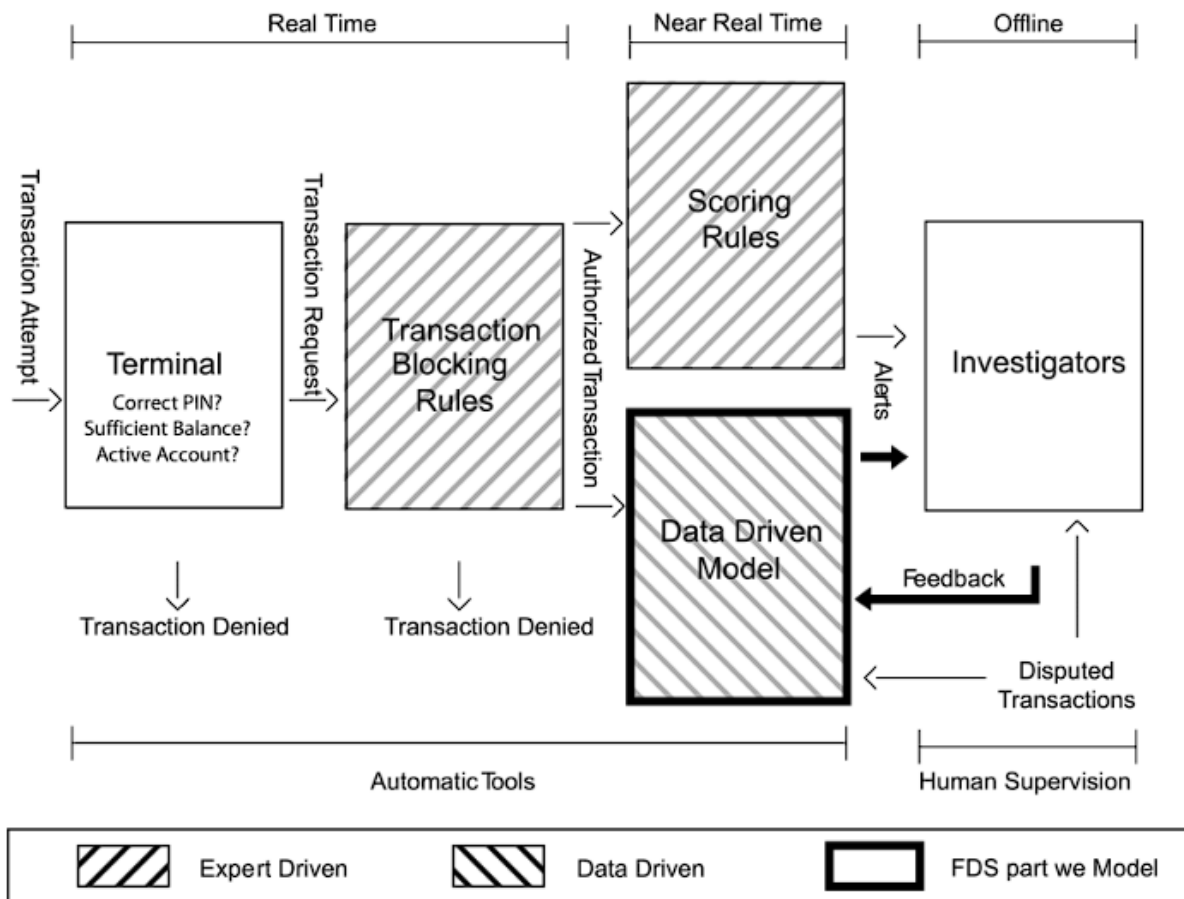 Real Time
Near Real Time
Offline
Transaction Attempt
Terminal
Correct PIN?
Sufficient Balance?
Active Account?
Transaction Request
Transaction
Blocking
Rules
Authorized Transaction
Scoring
Rules
Data Driven
Model
Alerts
Investigators
Feedback
Transaction Denied
Transaction Denied
Disputed
Transactions
Automatic Tools
Human Supervision
Expert Driven
Data Driven
FDS part we Model